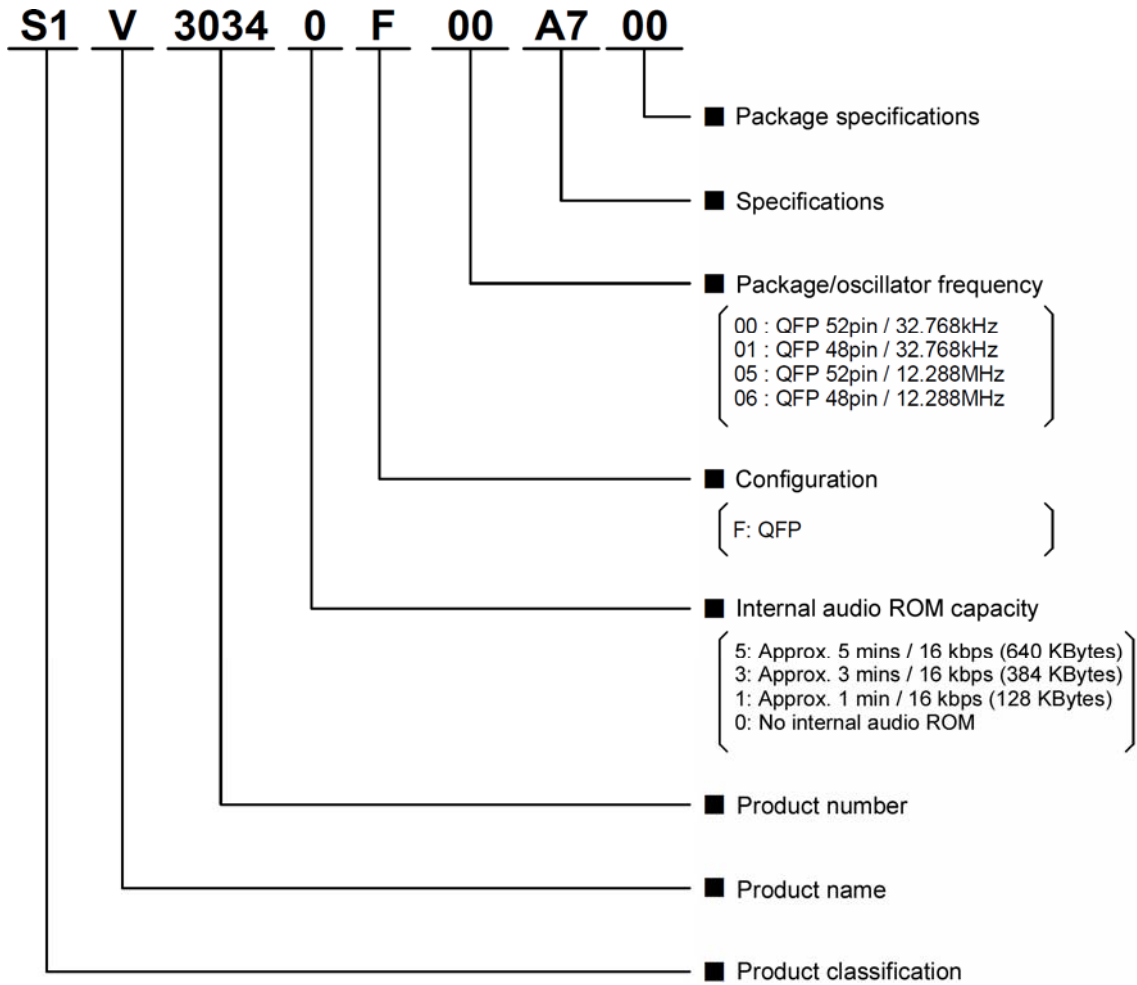 S1 V 3034 0 F 00 A7 00
■ Package specifications
■ Specifications
■ Package/oscillator frequency
00 : QFP 52pin / 32.768kHz
01 : QFP 48pin / 32.768kHz
05 : QFP 52pin / 12.288MHz
06 : QFP 48pin / 12.288MHz
■ Configuration
F: QFP
■ Internal audio ROM capacity
5: Approx. 5 mins / 16 kbps (640 KBytes)
3: Approx. 3 mins / 16 kbps (384 KBytes)
1: Approx. 1 min / 16 kbps (128 KBytes)
0: No internal audio ROM
■ Product number
■ Product name
■ Product classification